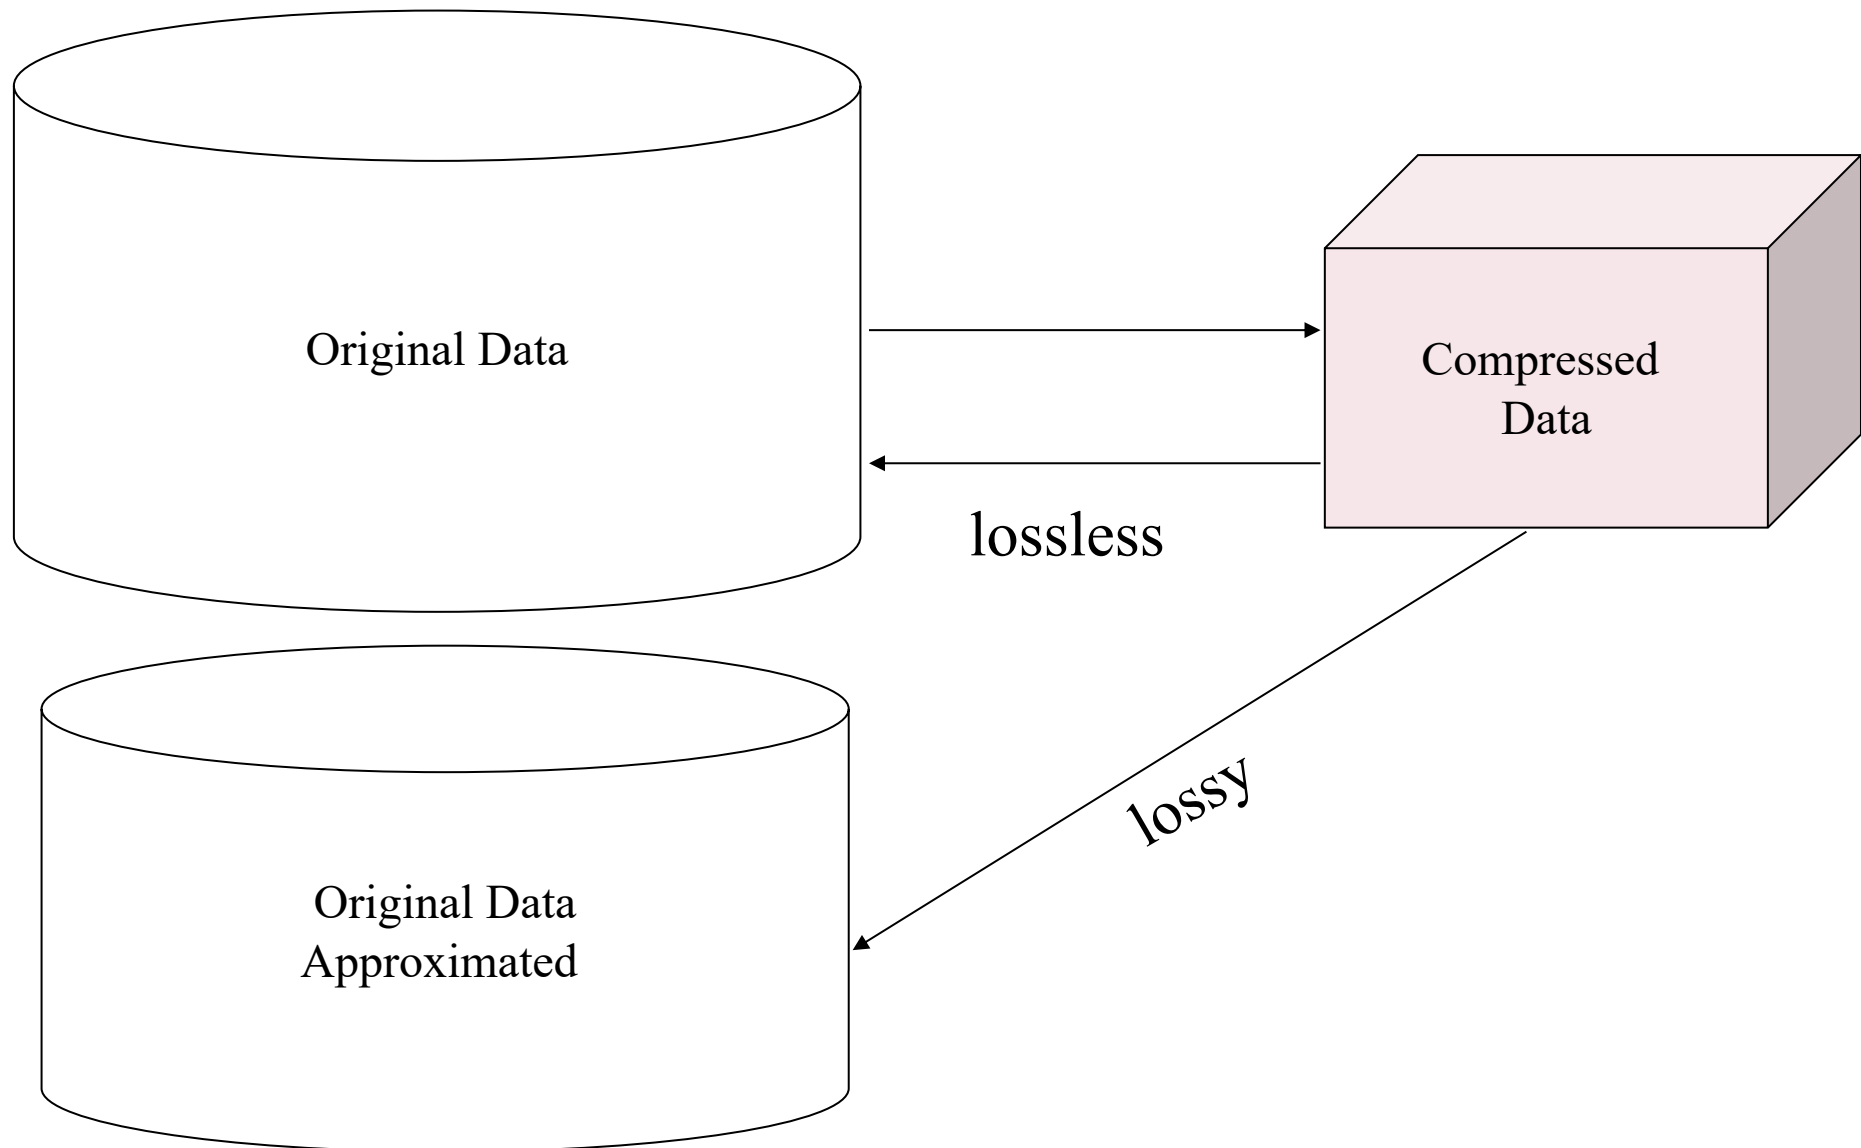 Original Data
Compressed
Data
lossless
lossy
Original Data
Approximated